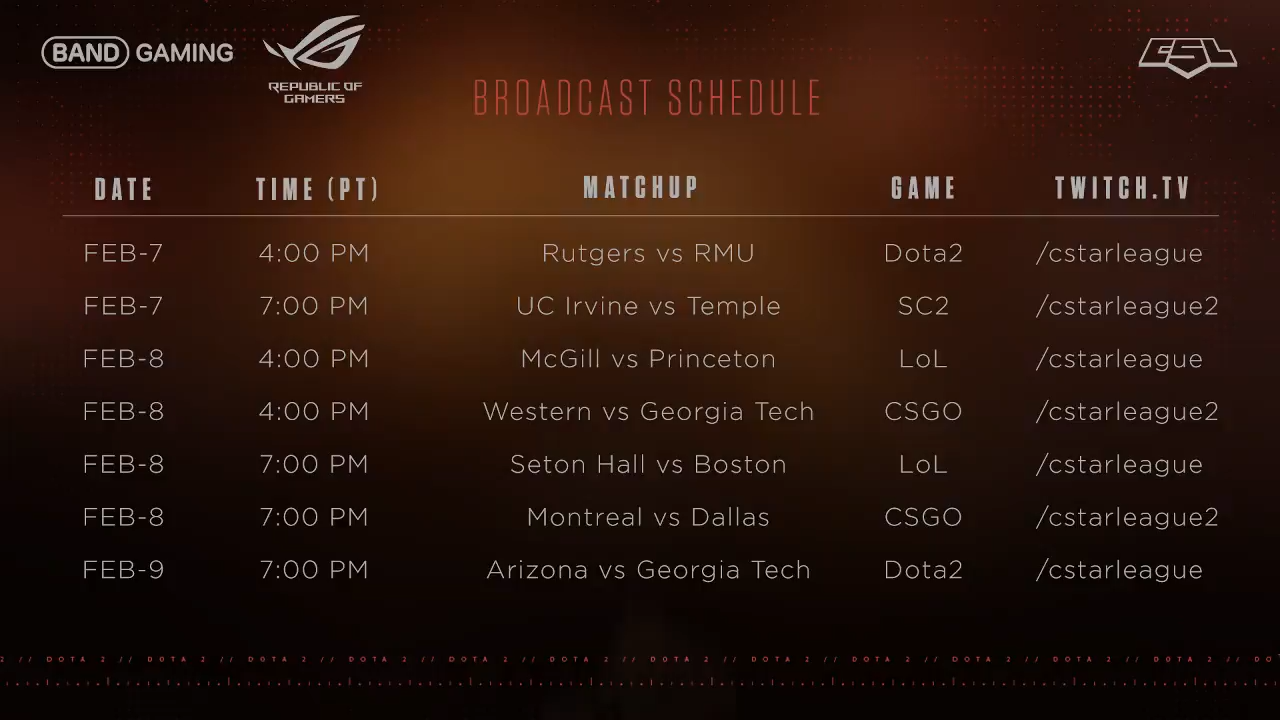 BAND GAMING
REPUBLIC OF
GAMERS
CSL
BROADCAST SCHEDULE
DATE TIME (PT) MATCHUP GAME TWITCH.TV
FEB-7 4:00 PM Rutgers vs RMU Dota2 /cstarleague
FEB-7 7:00 PM UC Irvine vs Temple SC2 /cstarleague2
FEB-8 4:00 PM McGill vs Princeton LoL /cstarleague
FEB-8 4:00 PM Western vs Georgia Tech CSGO /cstarleague2
FEB-8 7:00 PM Seton Hall vs Boston LoL /cstarleague
FEB-8 7:00 PM Montreal vs Dallas CSGO /cstarleague2
FEB-9 7:00 PM Arizona vs Georgia Tech Dota2 /cstarleague
2 // DOTA 2 // DOTA 2 // DOTA 2 // DOTA 2 // DOTA 2 // DOTA 2 // DOTA 2 // DOTA 2 // DOTA 2 // DOTA 2 // DOTA 2 // DOTA 2 // DO